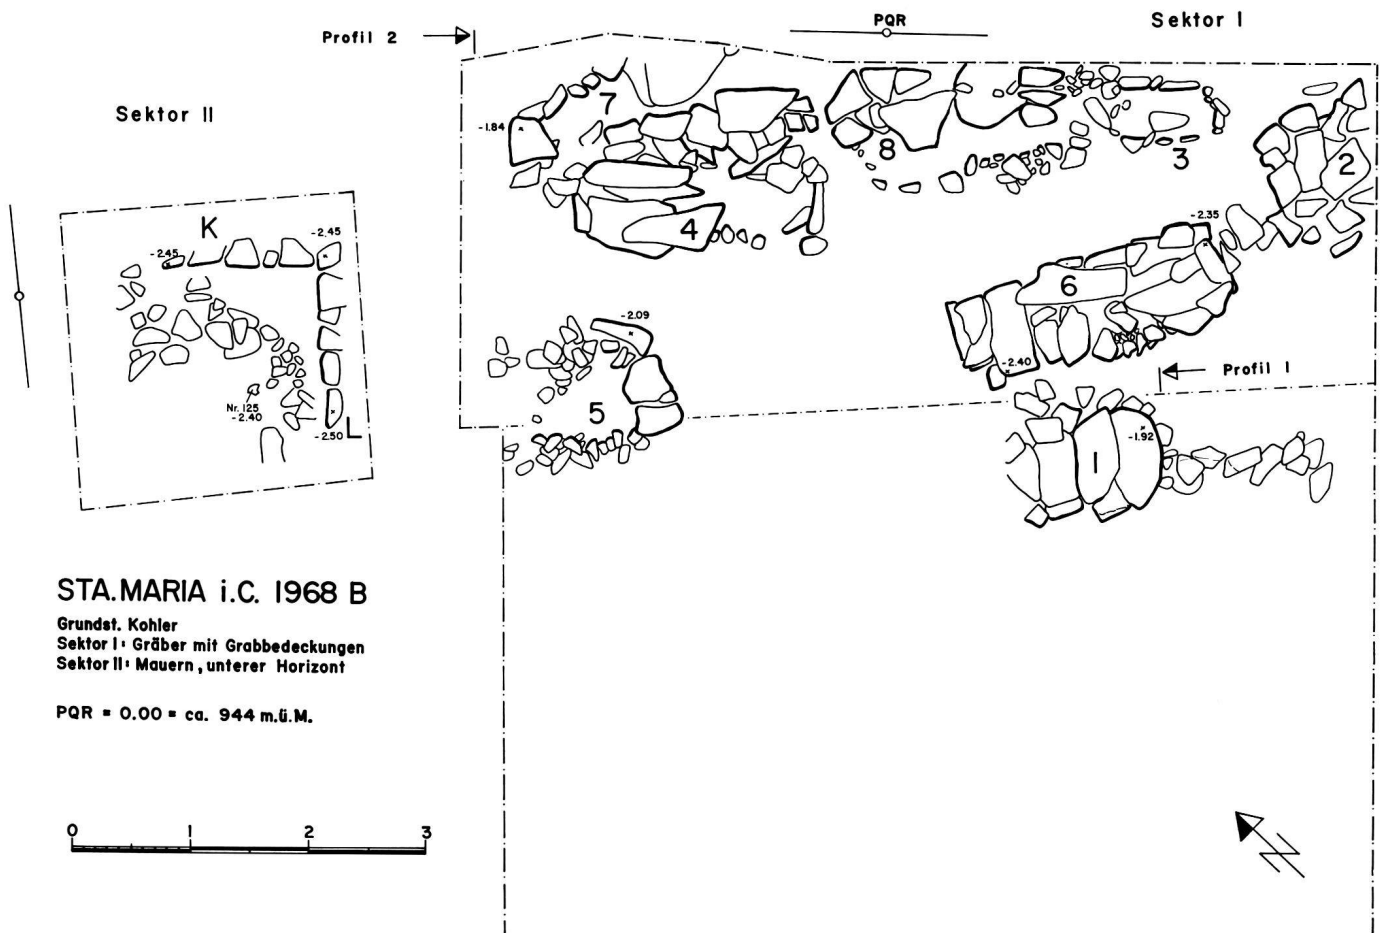 Profil 2
PQR
Sektor I
Sektor II
7
-1.84
8
3
2
K
-2.45
-2.45
4
-2.35
6
-2.09
-2.40
Profil I
5
Nr. 125
-2.40
-2.50
L
I
-1.92
STA. MARIA i.C. 1968 B
Grundst. Kohler
Sektor I: Gräber mit Grabbedeckungen
Sektor II: Mauern, unterer Horizont
PQR = 0.00 = ca. 944 m.ü.M.
0 1 2 3
N